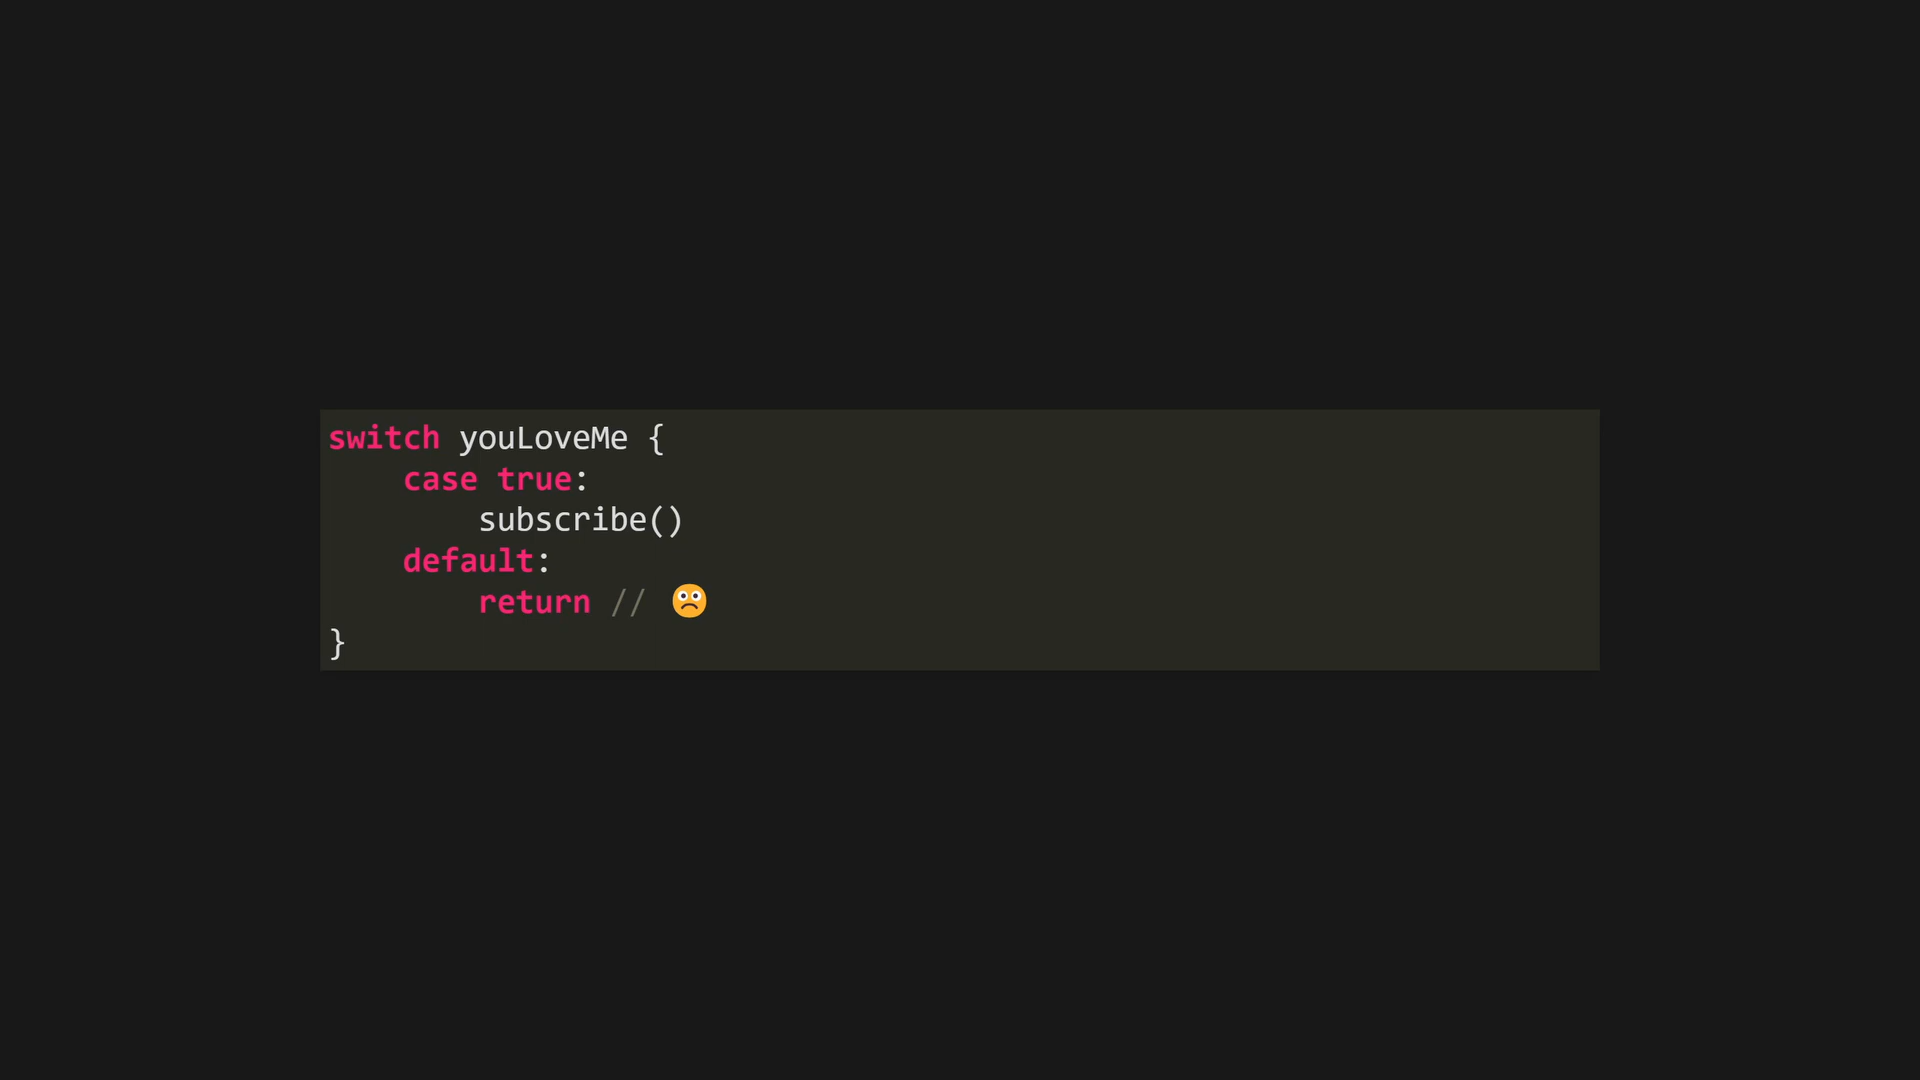 switch youLoveMe {
    case true:
        subscribe()
    default:
        return // 🙁
}